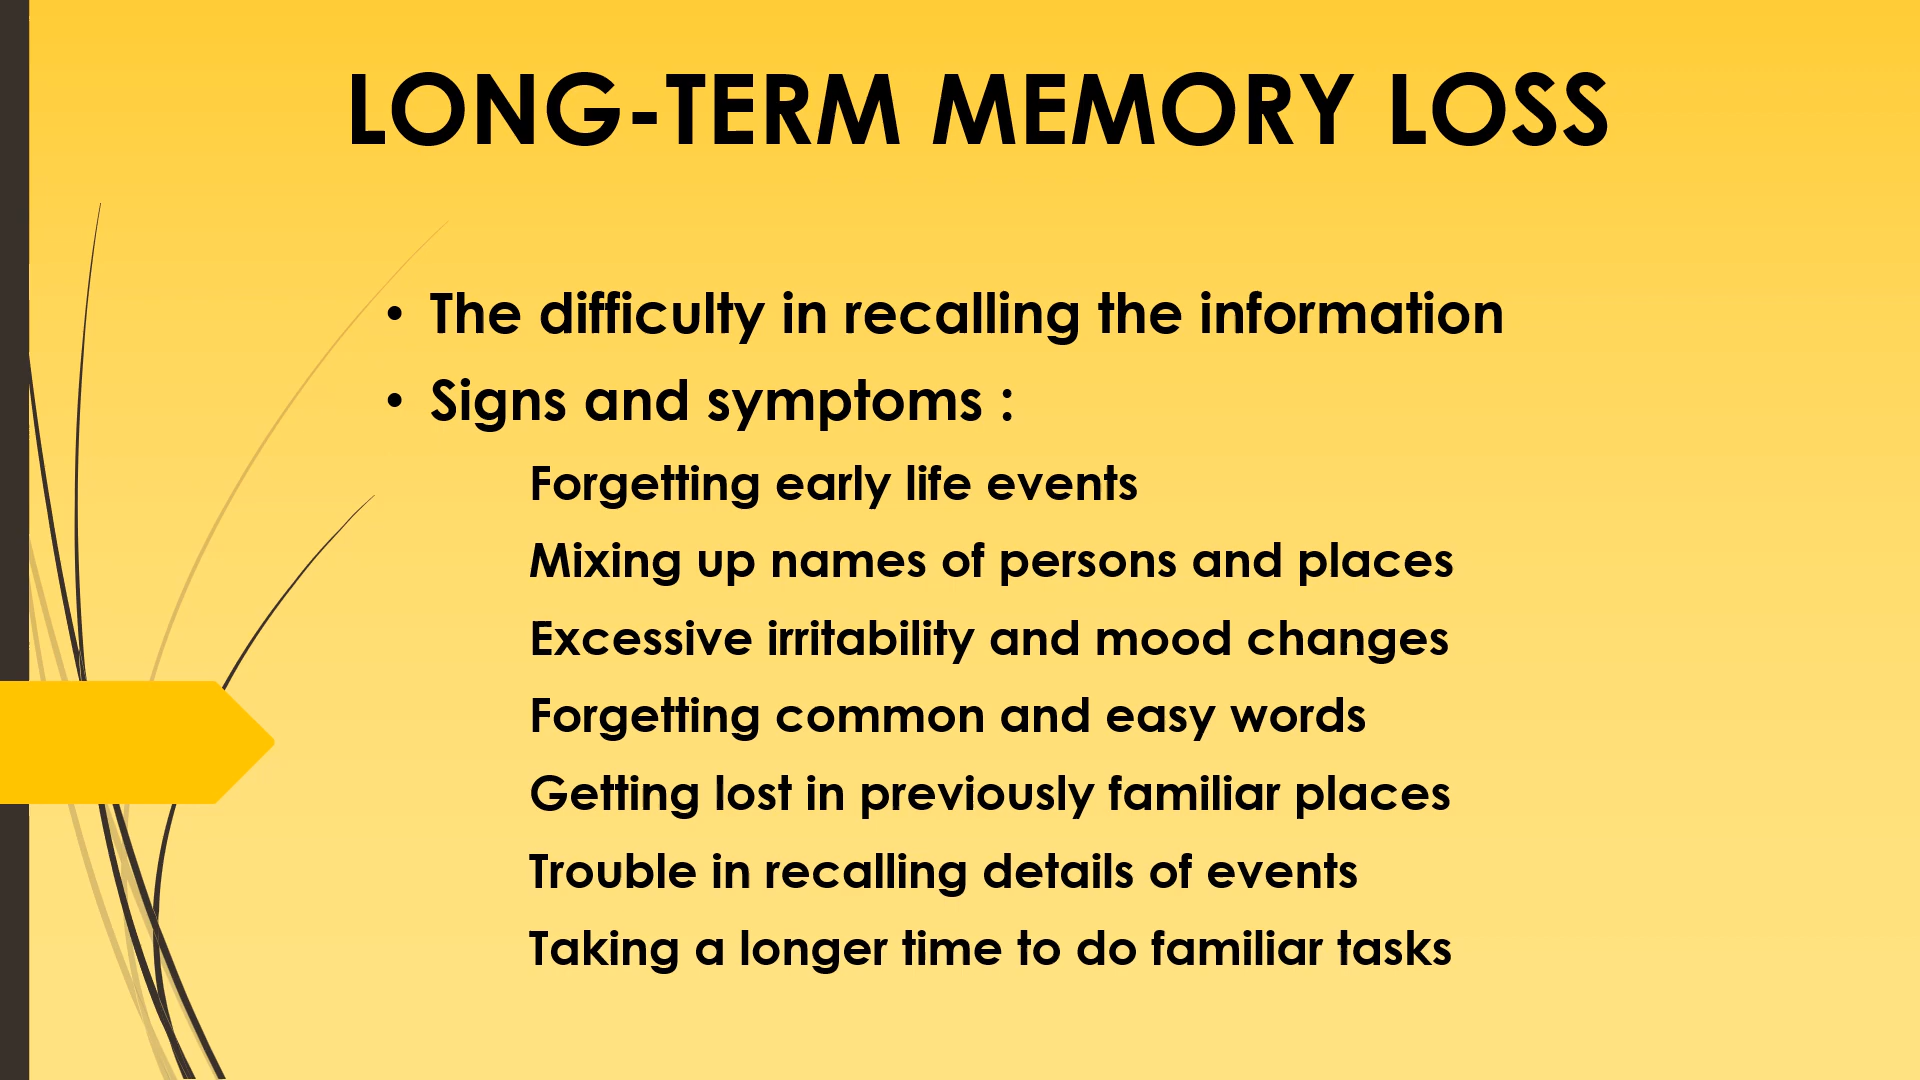 LONG-TERM MEMORY LOSS
• The difficulty in recalling the information
• Signs and symptoms :
Forgetting early life events
Mixing up names of persons and places
Excessive irritability and mood changes
Forgetting common and easy words
Getting lost in previously familiar places
Trouble in recalling details of events
Taking a longer time to do familiar tasks